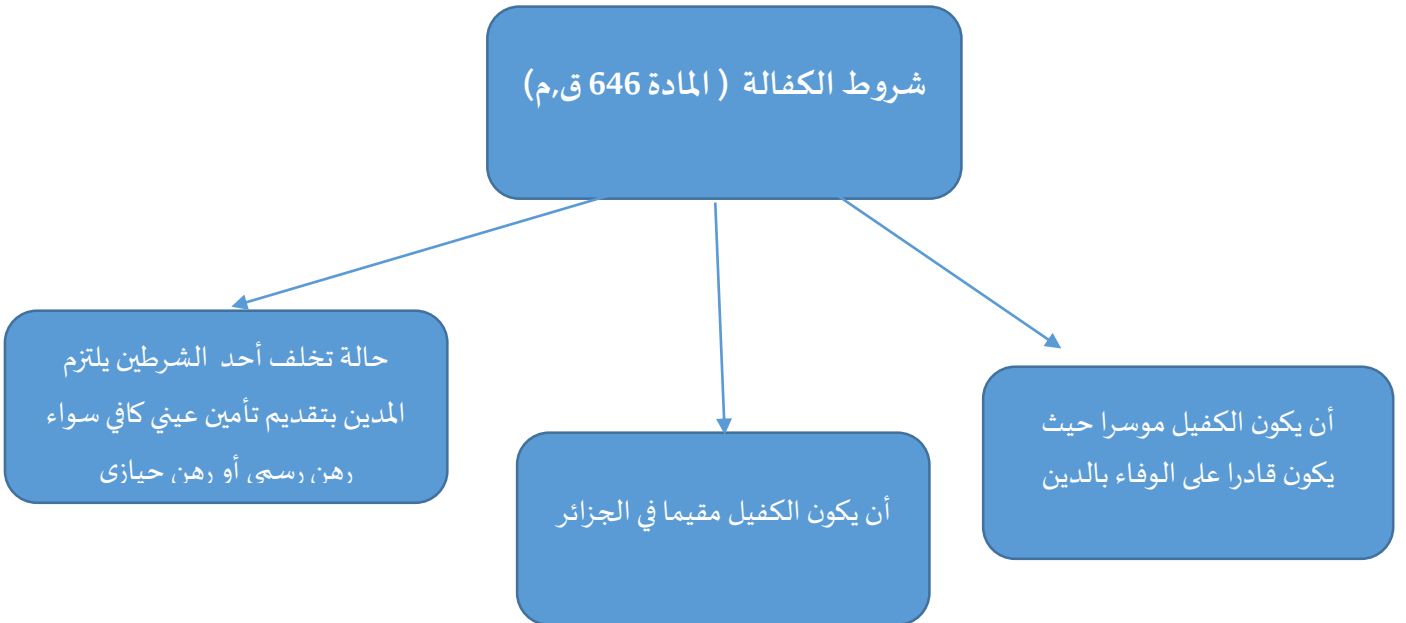 شروط الكفالة ( المادة 646 ق,م)
أن يكون الكفيل موسرا حيث
يكون قادرا على الوفاء بالدين
أن يكون الكفيل مقيما في الجزائر
حالة تخلف أحد الشرطين يلتزم
المدين بتقديم تأمين عيني كافي سواء
رهن رسمي أو رهن حيازي